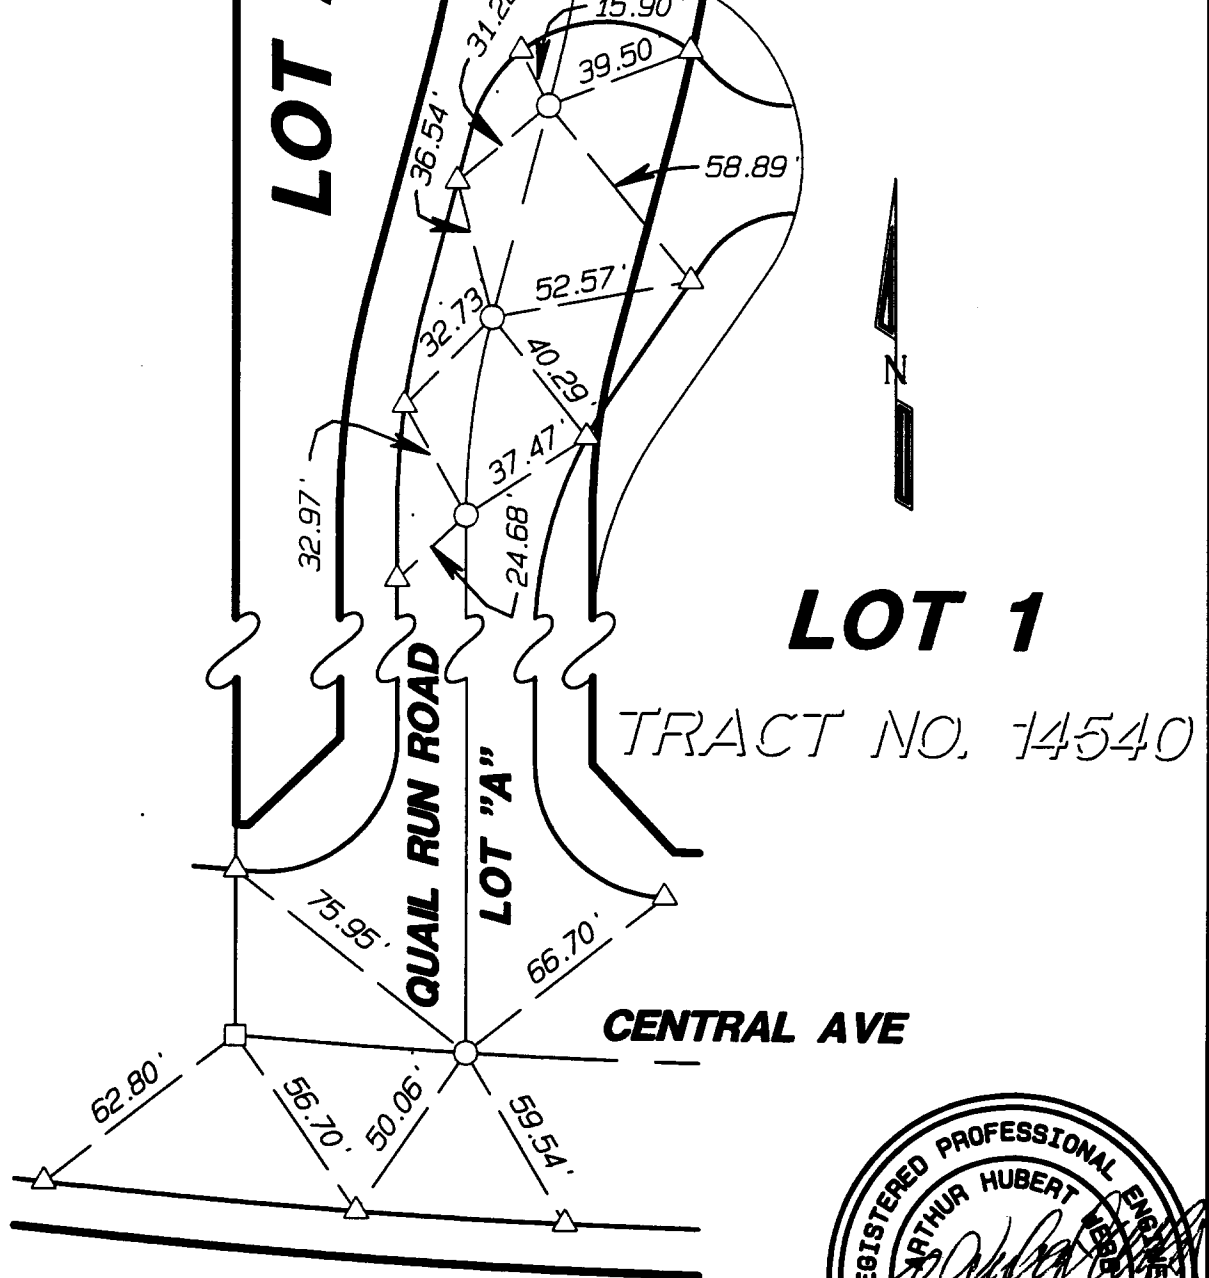 LOT
15.90'
39.50'
36.54'
58.89'
52.57'
32.73'
40.29'
N
37.47'
32.97'
24.68'
LOT 1
TRACT NO. 14540
QUAIL RUN ROAD
LOT "A"
75.95'
66.70'
CENTRAL AVE
62.80'
56.70'
50.06'
59.54'
PROFESSIONAL
ARTHUR HUBERT